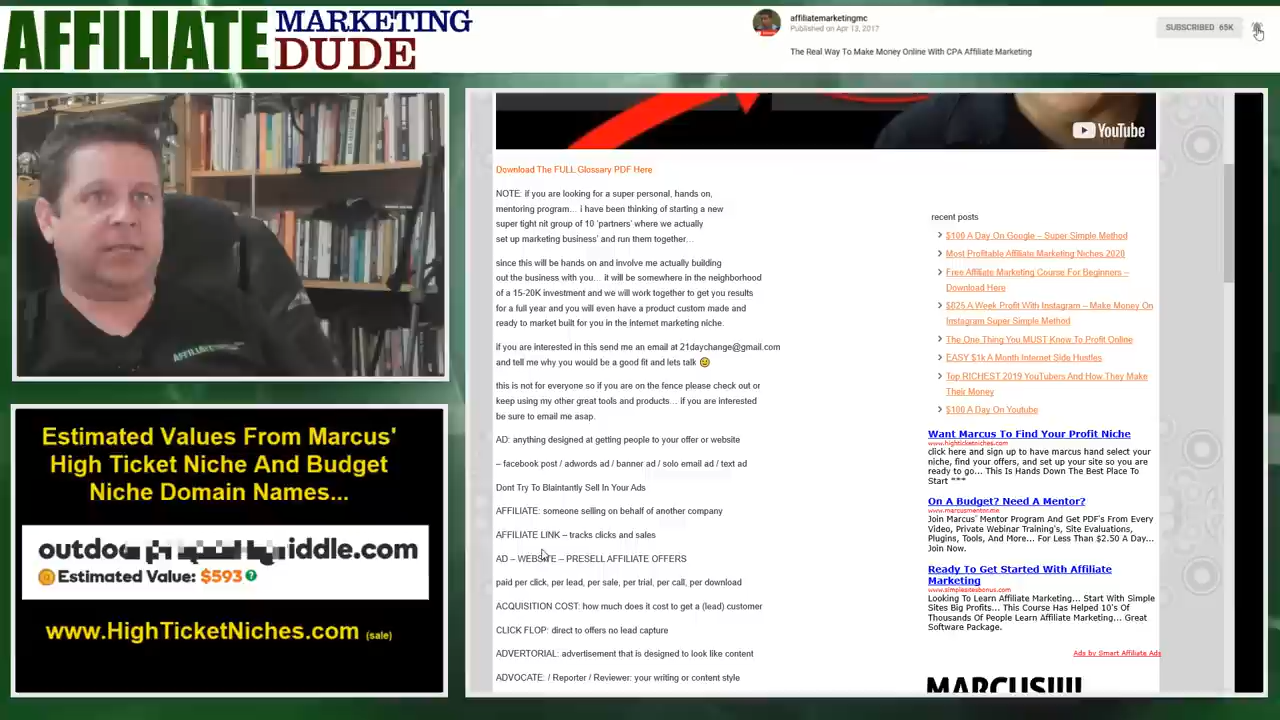 AFFILIATE MARKETING
DUDE
affiliatemarketingmc
Published on Apr 13, 2017
The Real Way To Make Money Online With CPA Affiliate Marketing
SUBSCRIBED 65K
AFFILIATE
Estimated Values From Marcus'
High Ticket Niche And Budget
Niche Domain Names...
outdoo iddle.com
Estimated Value: $593 ?
www.HighTicketNiches.com (sale)
YouTube
Download The FULL Glossary PDF Here
NOTE: if you are looking for a super personal, hands on,
mentoring program… i have been thinking of starting a new
super tight nit group of 10 'partners' where we actually
set up marketing business' and run them together…
since this will be hands on and involve me actually building
out the business with you… it will be somewhere in the neighborhood
of a 15-20K investment and we will work together to get you results
for a full year and you will even have a product custom made and
ready to market built for you in the internet marketing niche.
if you are interested in this send me an email at 21daychange@gmail.com
and tell me why you would be a good fit and lets talk 😉
this is not for everyone so if you are on the fence please check out or
keep using my other great tools and products… if you are interested
be sure to email me asap.
AD: anything designed at getting people to your offer or website
– facebook post / adwords ad / banner ad / solo email ad / text ad
Dont Try To Blaintantly Sell In Your Ads
AFFILIATE: someone selling on behalf of another company
AFFILIATE LINK – tracks clicks and sales
AD – WEBSITE – PRESELL AFFILIATE OFFERS
paid per click, per lead, per sale, per trial, per call, per download
ACQUISITION COST: how much does it cost to get a (lead) customer
CLICK FLOP: direct to offers no lead capture
ADVERTORIAL: advertisement that is designed to look like content
ADVOCATE: / Reporter / Reviewer: your writing or content style
recent posts
$100 A Day On Google – Super Simple Method
Most Profitable Affiliate Marketing Niches 2020
Free Affiliate Marketing Course For Beginners –
Download Here
$825 A Week Profit With Instagram – Make Money On
Instagram Super Simple Method
The One Thing You MUST Know To Profit Online
EASY $1k A Month Internet Side Hustles
Top RICHEST 2019 YouTubers And How They Make
Their Money
$100 A Day On Youtube
Want Marcus To Find Your Profit Niche
www.highticketniches.com
click here and sign up to have marcus hand select your
niche, find your offers, and set up your site so you are
ready to go... This Is Hands Down The Best Place To
Start ***
On A Budget? Need A Mentor?
www.marcusmentor.me
Join Marcus' Mentor Program And Get PDF's From Every
Video, Private Webinar Training's, Site Evaluations,
Plugins, Tools, And More... For Less Than $2.50 A Day...
Join Now.
Ready To Get Started With Affiliate
Marketing
www.simplesitesbonus.com
Looking To Learn Affiliate Marketing... Start With Simple
Sites Big Profits... This Course Has Helped 10's Of
Thousands Of People Learn Affiliate Marketing... Great
Software Package.
Ads by Smart Affiliate Ads